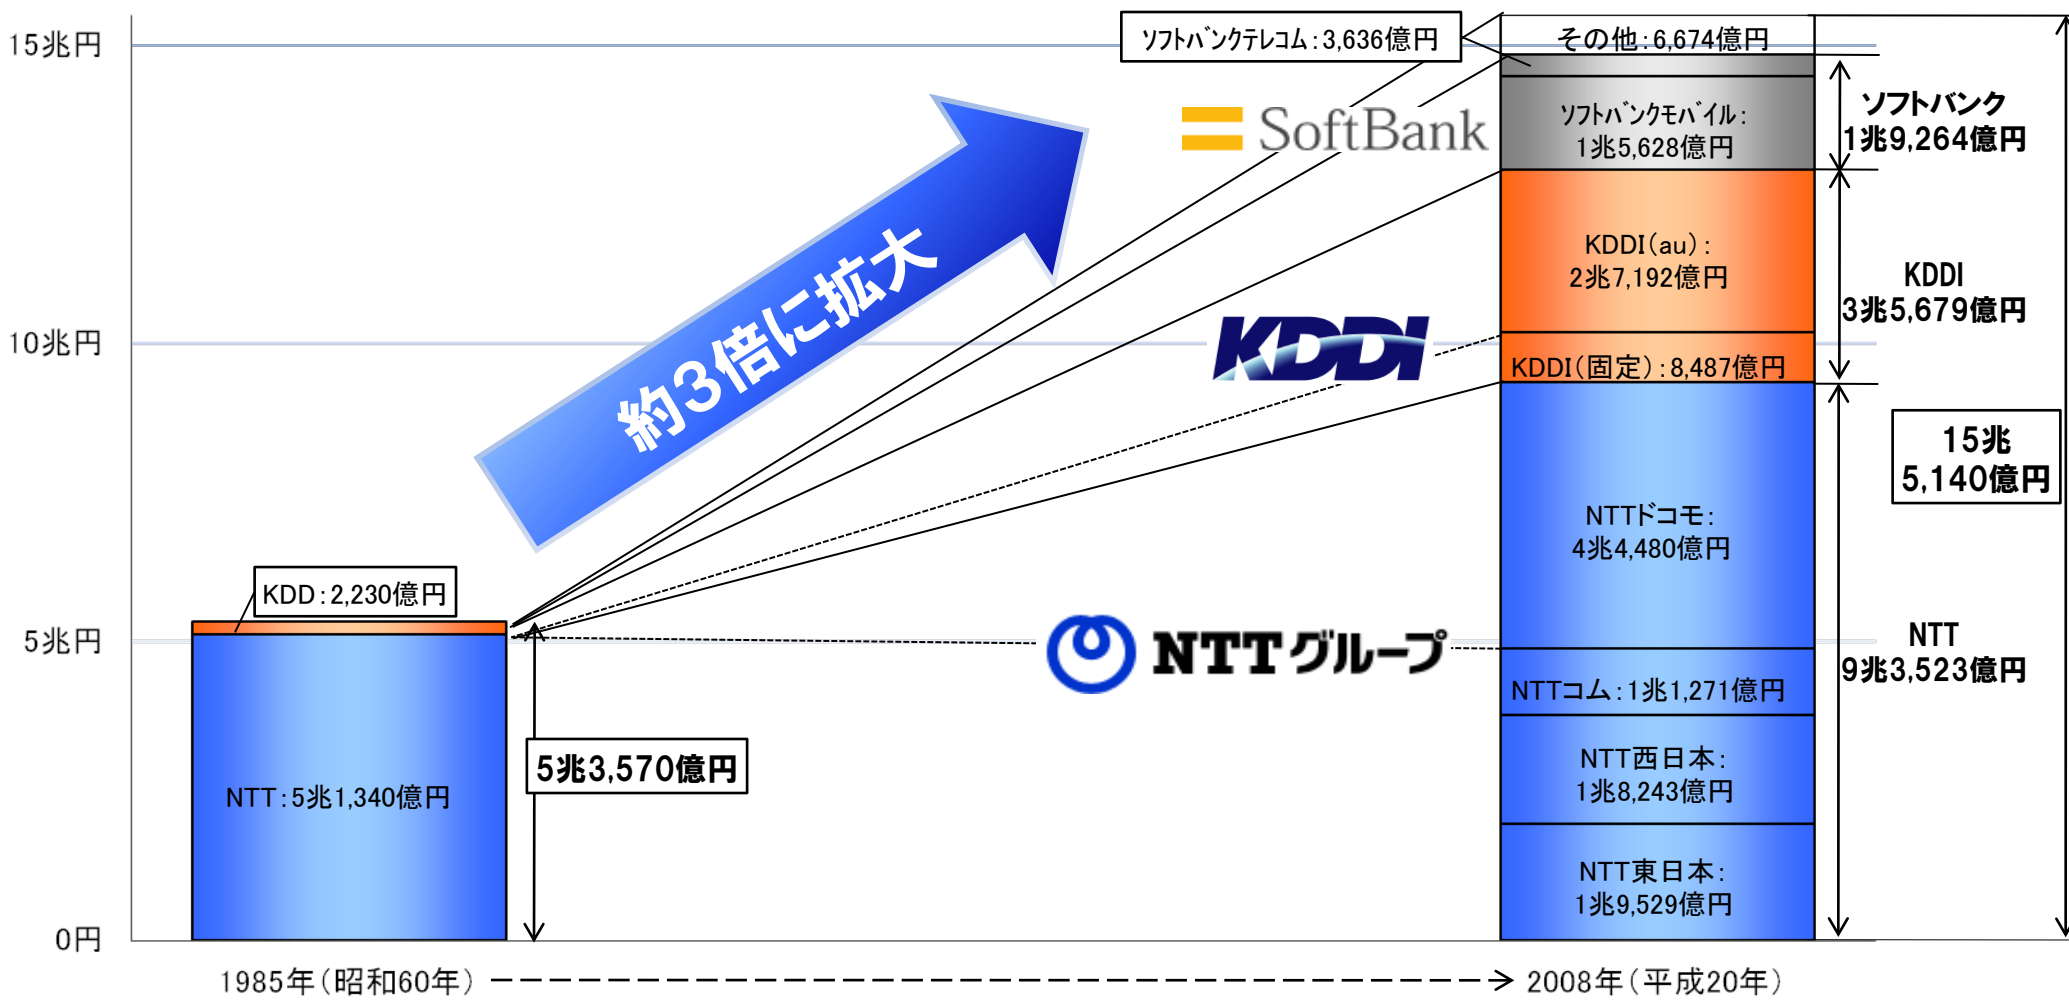 15兆円
10兆円
5兆円
0円
ソフトバンクテレコム:3,636億円
その他:6,674億円
SoftBank
ソフトバンクモバイル:
1兆5,628億円
ソフトバンク
1兆9,264億円
約3倍に拡大
KDDI(au):
2兆7,192億円
KDDI
3兆5,679億円
KDDI
KDDI(固定):8,487億円
15兆
5,140億円
NTTドコモ:
4兆4,480億円
KDD:2,230億円
NTTグループ
NTT
9兆3,523億円
NTTコム:1兆1,271億円
5兆3,570億円
NTT:5兆1,340億円
NTT西日本:
1兆8,243億円
NTT東日本:
1兆9,529億円
1985年(昭和60年)
2008年(平成20年)